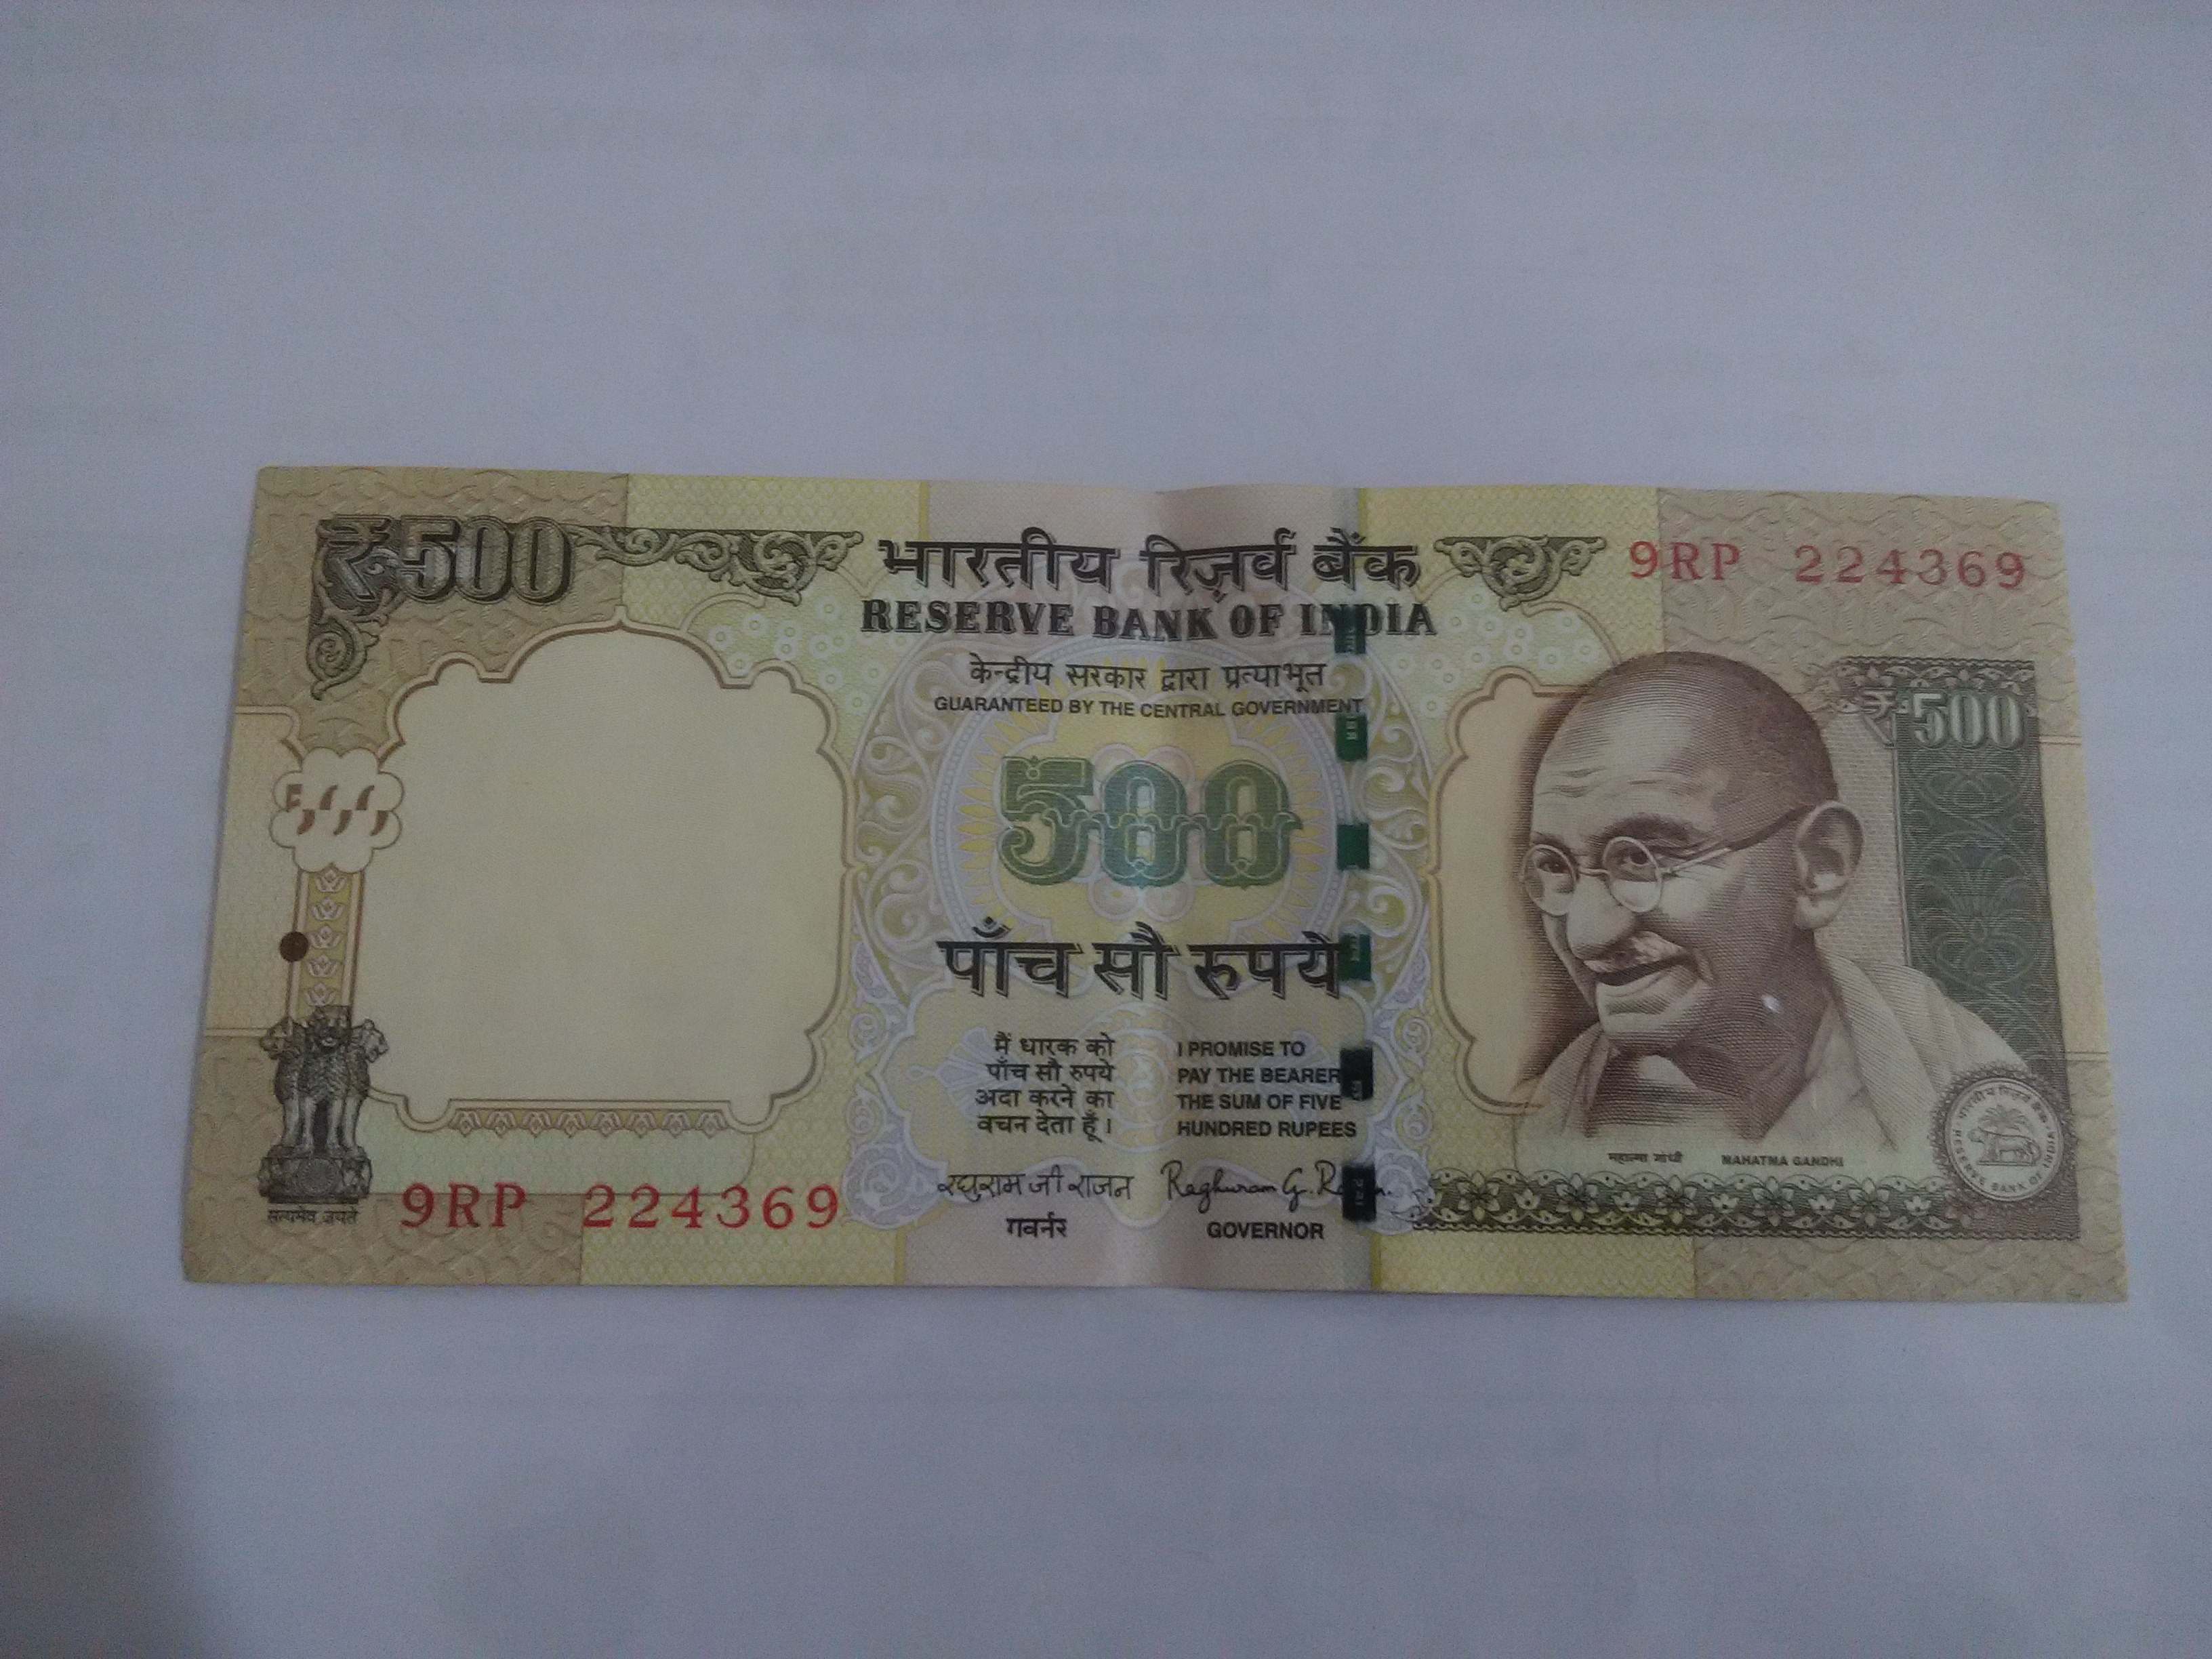 ₹500
भारतीय रिज़र्व बैंक
RESERVE BANK OF INDIA
9RP 224369
केन्द्रीय सरकार द्वारा प्रत्याभूत
GUARANTEED BY THE CENTRAL GOVERNMENT
₹500
500
पाँच सौ रुपये
मैं धारक को
पाँच सौ रुपये
अदा करने का
वचन देता हूँ।
I PROMISE TO
PAY THE BEARER
THE SUM OF FIVE
HUNDRED RUPEES
रघुराम जी राजन
Raghuram G. Rajan
गवर्नर
GOVERNOR
महात्मा गांधी MAHATMA GANDHI
भारतीय रिज़र्व बैंक
RESERVE BANK OF INDIA
सत्यमेव जयते
9RP 224369